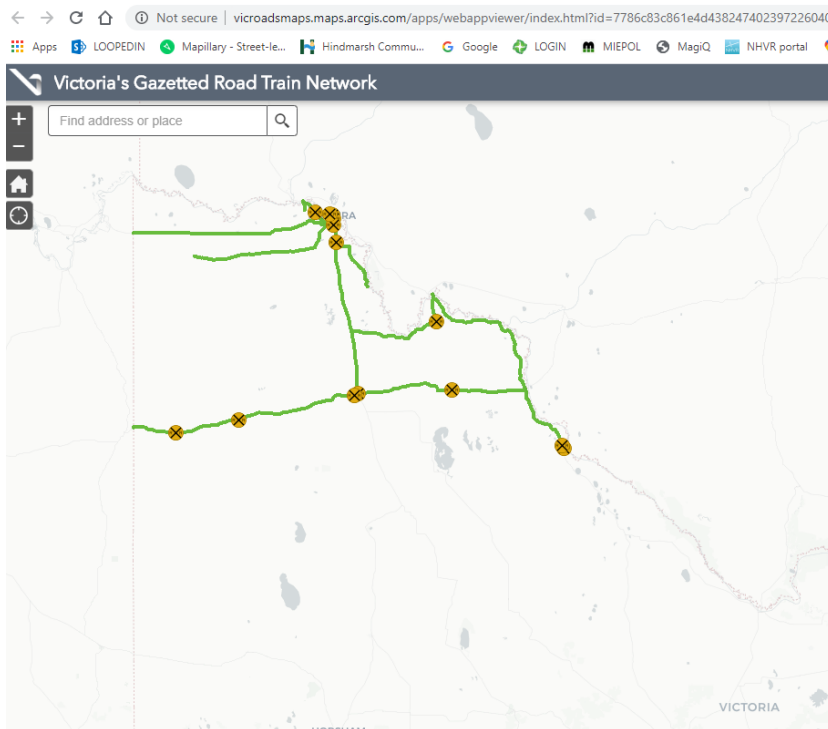 Not secure | vicroadsmaps.maps.arcgis.com/apps/webappviewer/index.html?id=7786c83c861e4d43824740239722604
Apps LOOPEDIN Mapillary - Street-le... Hindmarsh Commu... Google LOGIN MIEPOL MagiQ NHVR portal
Victoria's Gazetted Road Train Network
+
Find address or place
−
RA
VICTORIA